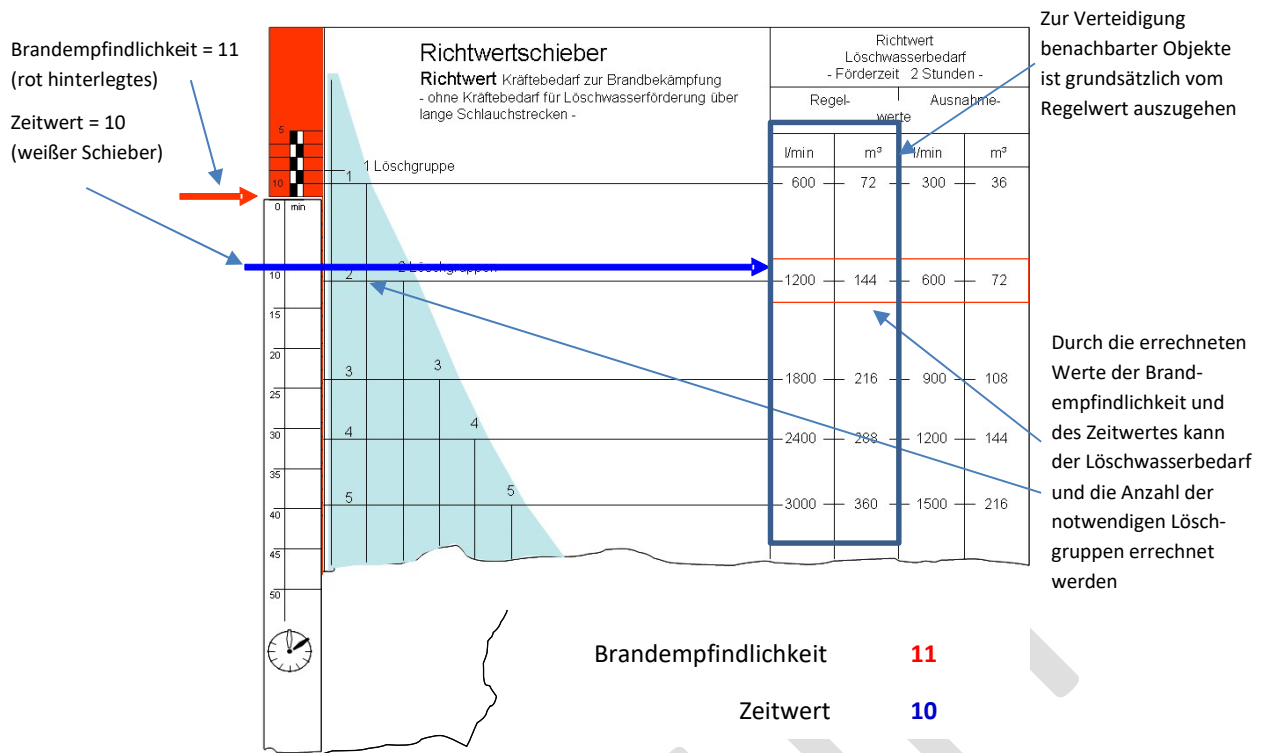 Brandempfindlichkeit = 11
(rot hinterlegtes)
Zeitwert = 10
(weißer Schieber)
Richtwertschieber
Richtwert Kräftebedarf zur Brandbekämpfung
- ohne Kräftebedarf für Löschwasserförderung über
lange Schlauchstrecken -
Richtwert
Löschwasserbedarf
- Förderzeit 2 Stunden -
Regel- Ausnahme-
werte
l/min m³ l/min m³
600 72 300 36
1200 144 600 72
1800 216 900 108
2400 288 1200 144
3000 360 1500 216
5
10
0 min
10
15
20
25
30
35
40
45
50
1 1 Löschgruppe
2 2 Löschgruppen
3 3
4 4
5 5
Zur Verteidigung
benachbarter Objekte
ist grundsätzlich vom
Regelwert auszugehen
Durch die errechneten
Werte der Brand-
empfindlichkeit und
des Zeitwertes kann
der Löschwasserbedarf
und die Anzahl der
notwendigen Lösch-
gruppen errechnet
werden
Brandempfindlichkeit 11
Zeitwert 10